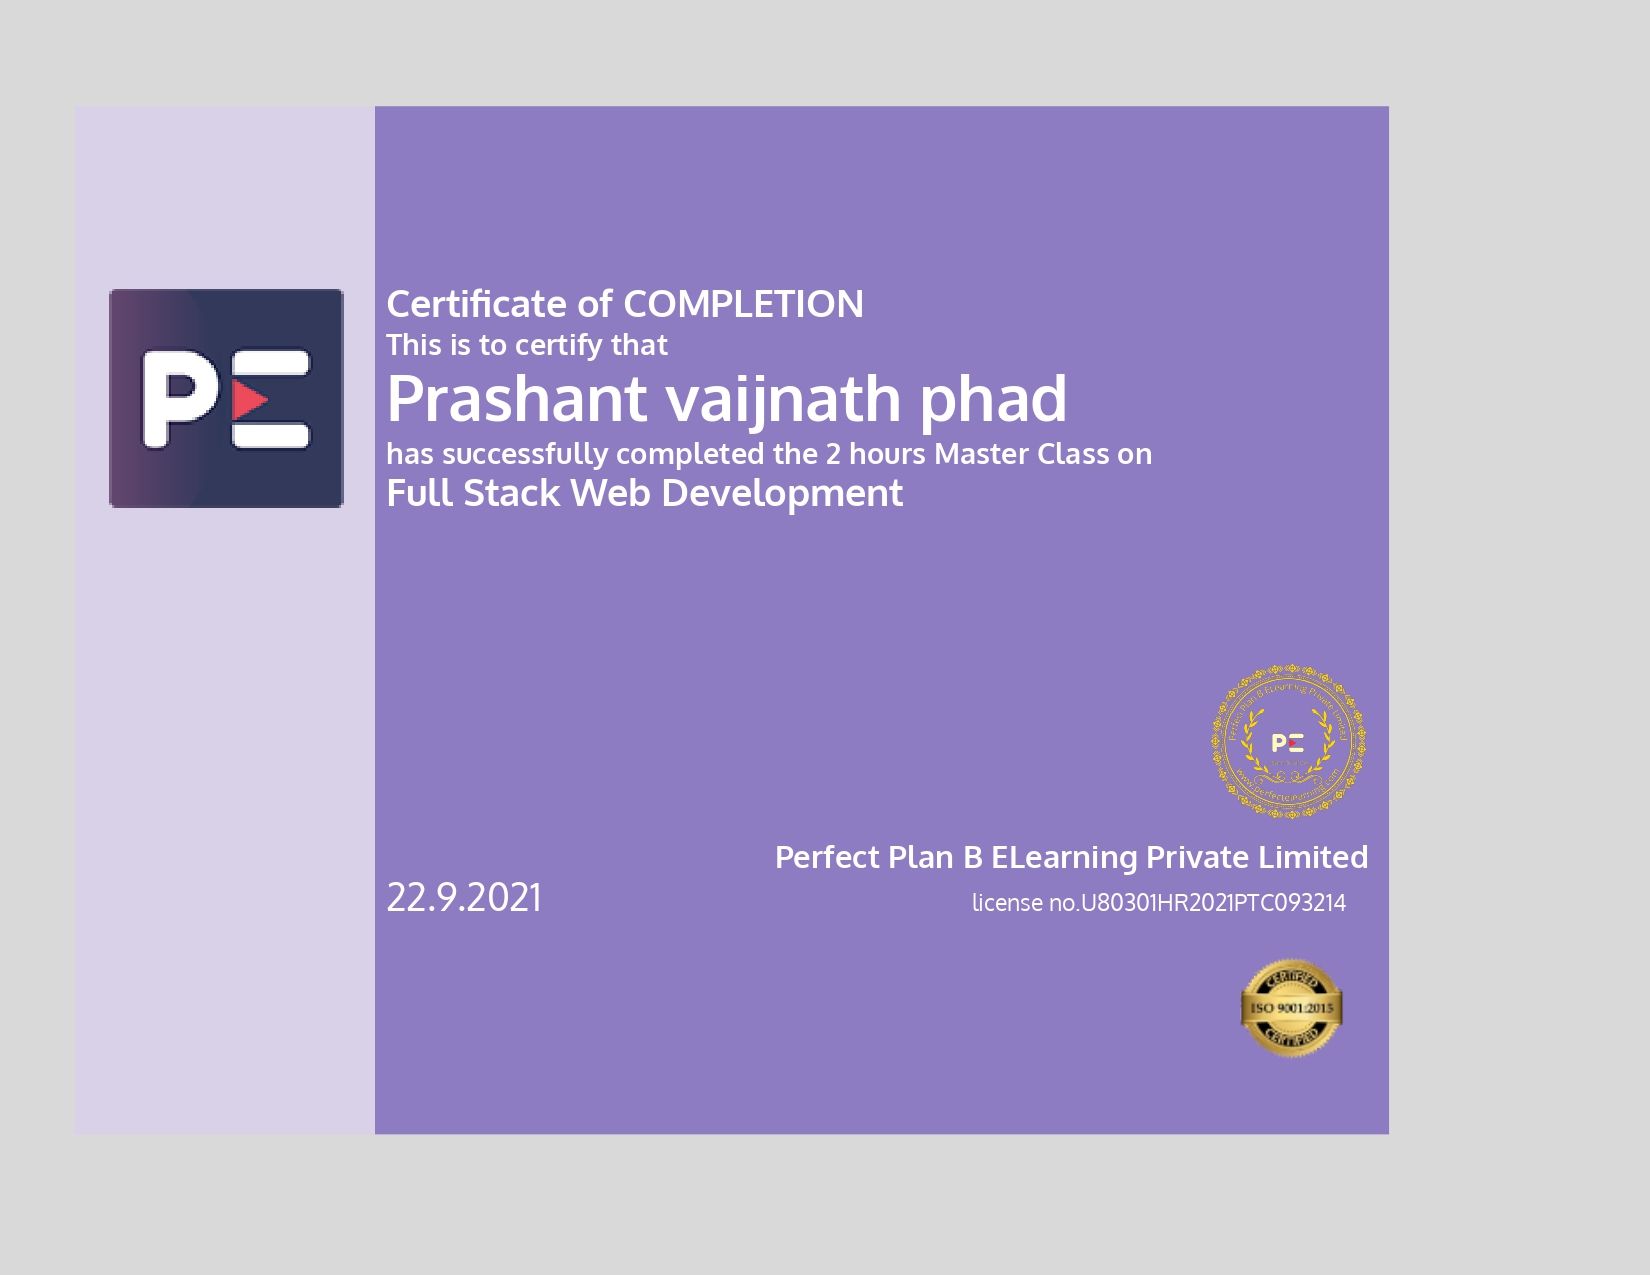 PE
Certificate of COMPLETION
This is to certify that
Prashant vaijnath phad
has successfully completed the 2 hours Master Class on
Full Stack Web Development
Perfect Plan B ELearning Private Limited
PE
www.perfectelearning.com
Perfect Plan B ELearning Private Limited
22.9.2021
license no.U80301HR2021PTC093214
CERTIFIED
ISO 9001:2015
CERTIFIED